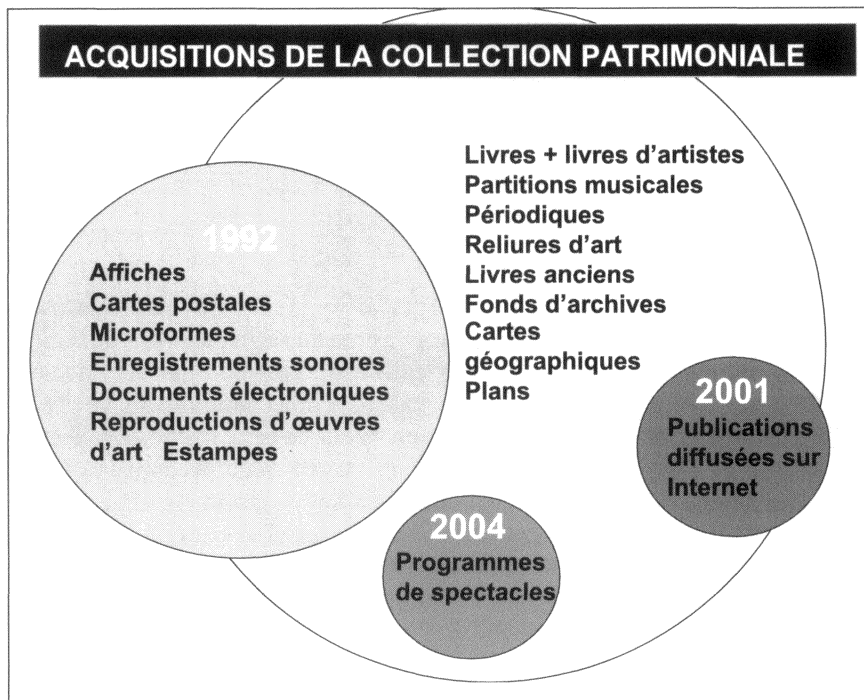 ACQUISITIONS DE LA COLLECTION PATRIMONIALE
Livres + livres d'artistes
Partitions musicales
Périodiques
Reliures d'art
Livres anciens
Fonds d'archives
Cartes
géographiques
Plans
1992
Affiches
Cartes postales
Microformes
Enregistrements sonores
Documents électroniques
Reproductions d'œuvres
d'art Estampes
2001
Publications
diffusées sur
Internet
2004
Programmes
de spectacles